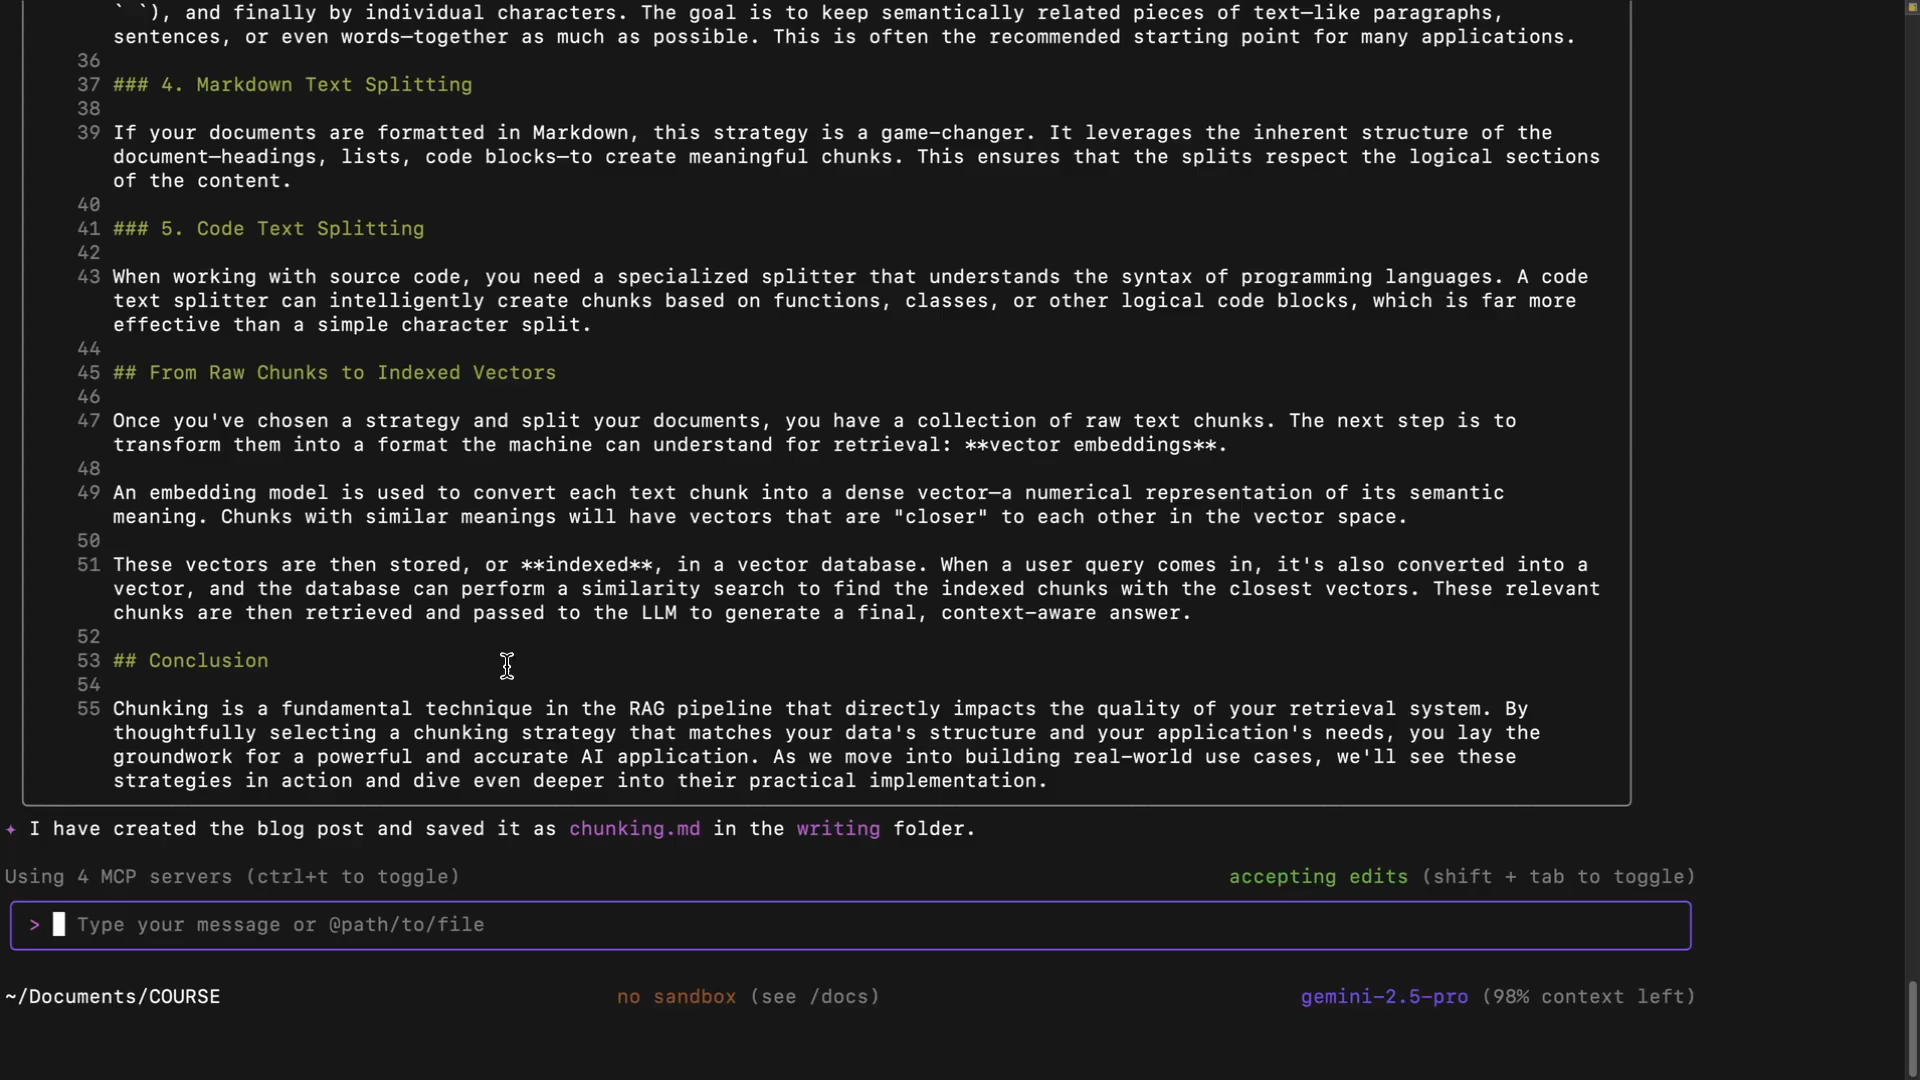 ` `), and finally by individual characters. The goal is to keep semantically related pieces of text—like paragraphs,
sentences, or even words—together as much as possible. This is often the recommended starting point for many applications.
36
37 ### 4. Markdown Text Splitting
38
39 If your documents are formatted in Markdown, this strategy is a game-changer. It leverages the inherent structure of the
document—headings, lists, code blocks—to create meaningful chunks. This ensures that the splits respect the logical sections
of the content.
40
41 ### 5. Code Text Splitting
42
43 When working with source code, you need a specialized splitter that understands the syntax of programming languages. A code
text splitter can intelligently create chunks based on functions, classes, or other logical code blocks, which is far more
effective than a simple character split.
44
45 ## From Raw Chunks to Indexed Vectors
46
47 Once you've chosen a strategy and split your documents, you have a collection of raw text chunks. The next step is to
transform them into a format the machine can understand for retrieval: **vector embeddings**.
48
49 An embedding model is used to convert each text chunk into a dense vector—a numerical representation of its semantic
meaning. Chunks with similar meanings will have vectors that are "closer" to each other in the vector space.
50
51 These vectors are then stored, or **indexed**, in a vector database. When a user query comes in, it's also converted into a
vector, and the database can perform a similarity search to find the indexed chunks with the closest vectors. These relevant
chunks are then retrieved and passed to the LLM to generate a final, context-aware answer.
52
53 ## Conclusion
54
55 Chunking is a fundamental technique in the RAG pipeline that directly impacts the quality of your retrieval system. By
thoughtfully selecting a chunking strategy that matches your data's structure and your application's needs, you lay the
groundwork for a powerful and accurate AI application. As we move into building real-world use cases, we'll see these
strategies in action and dive even deeper into their practical implementation.
✦ I have created the blog post and saved it as chunking.md in the writing folder.
Using 4 MCP servers (ctrl+t to toggle) accepting edits (shift + tab to toggle)
> Type your message or @path/to/file
~/Documents/COURSE no sandbox (see /docs) gemini-2.5-pro (98% context left)